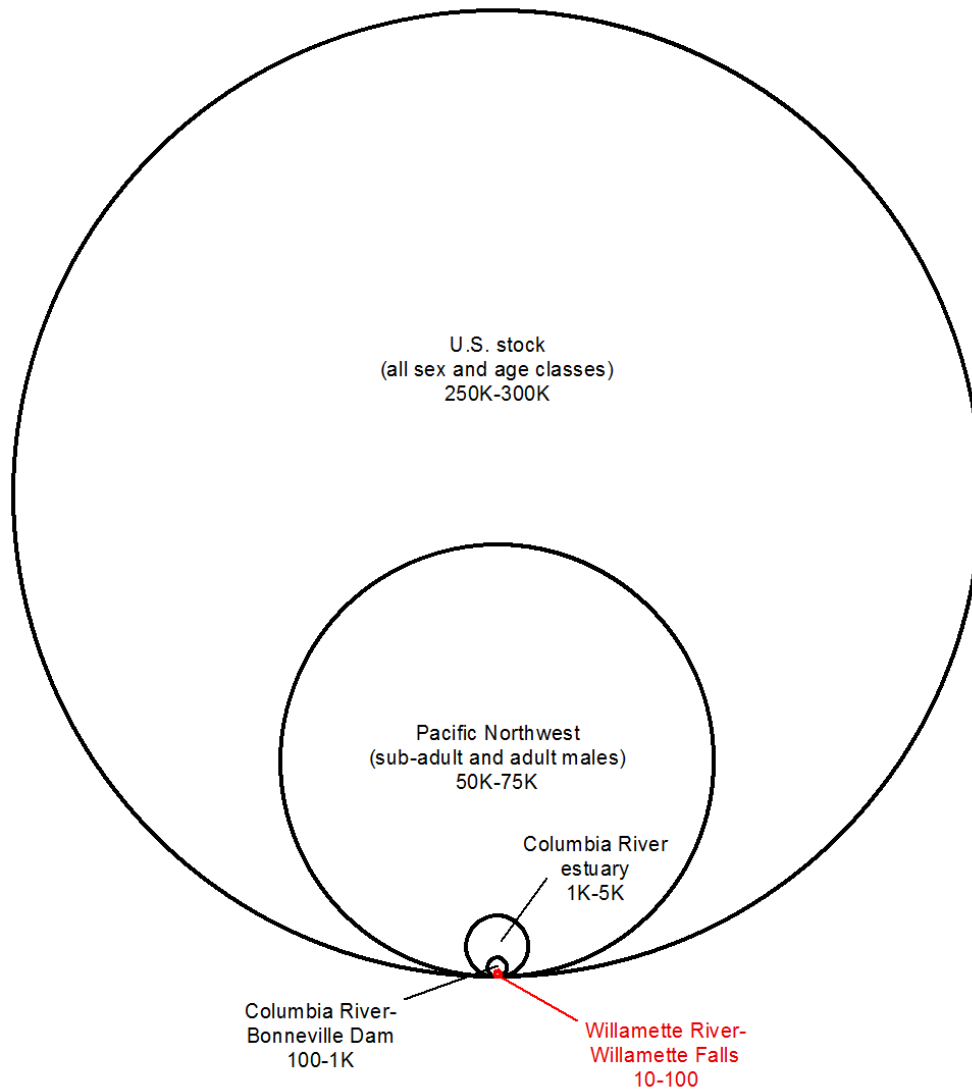 U.S. stock
(all sex and age classes)
250K-300K
Pacific Northwest
(sub-adult and adult males)
50K-75K
Columbia River
estuary
1K-5K
Columbia River-
Bonneville Dam
100-1K
Willamette River-
Willamette Falls
10-100